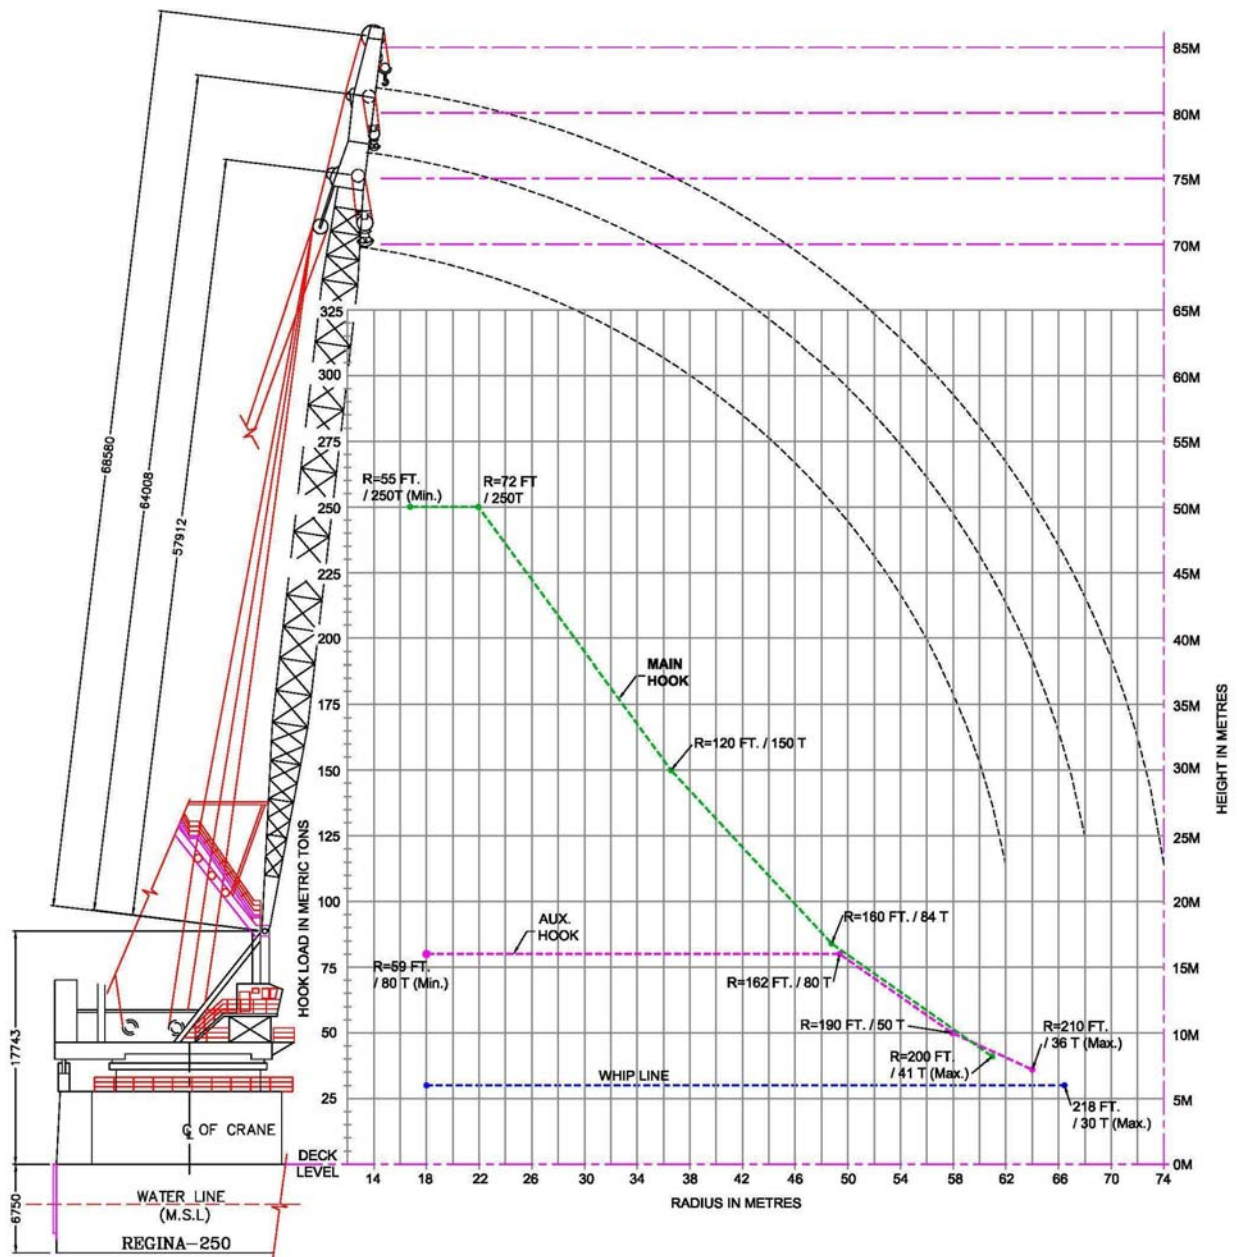 85M
80M
75M
70M
65M
60M
55M
50M
45M
40M
35M
30M
25M
20M
15M
10M
5M
0M
HEIGHT IN METRES
68580
64008
57912
17743
6750
325
300
275
250
225
200
175
150
125
100
75
50
25
HOOK LOAD IN METRIC TONS
R=55 FT.
/ 250T (Min.)
R=72 FT
/ 250T
MAIN
HOOK
R=120 FT. / 150 T
R=160 FT. / 84 T
AUX.
HOOK
R=59 FT.
/ 80 T (Min.)
R=162 FT. / 80 T
R=190 FT. / 50 T
R=210 FT.
/ 36 T (Max.)
R=200 FT.
/ 41 T (Max.)
WHIP LINE
218 FT.
/ 30 T (Max.)
℄ OF CRANE
DECK
LEVEL
14 18 22 26 30 34 38 42 46 50 54 58 62 66 70 74
RADIUS IN METRES
WATER LINE
(M.S.L)
REGINA-250